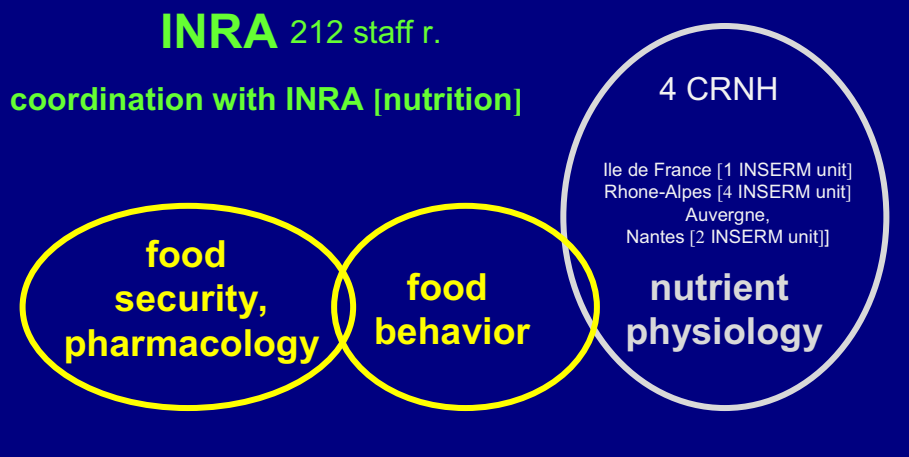 INRA 212 staff r.
coordination with INRA [nutrition]
4 CRNH
Ile de France [1 INSERM unit]
Rhone-Alpes [4 INSERM unit]
Auvergne,
Nantes [2 INSERM unit]]
food
security,
pharmacology
food
behavior
nutrient
physiology